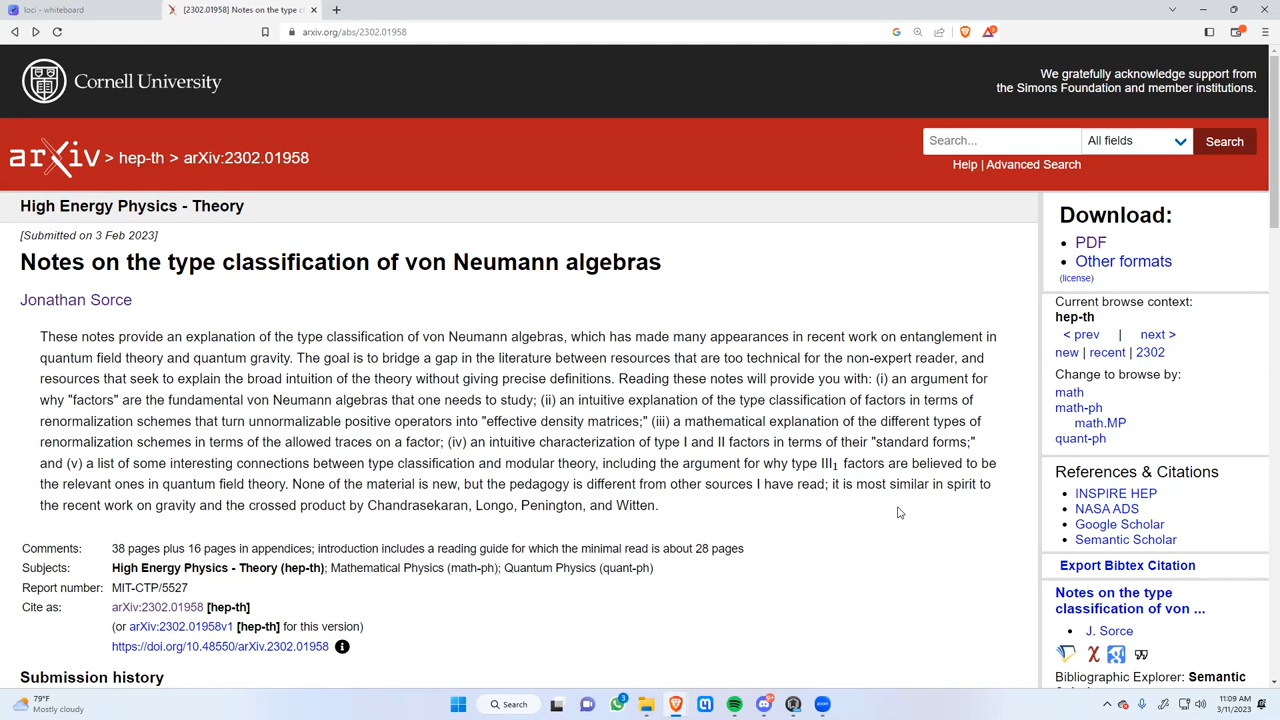 loci - whiteboard
[2302.01958] Notes on the type c
arxiv.org/abs/2302.01958
Cornell University
We gratefully acknowledge support from
the Simons Foundation and member institutions.
arXiv > hep-th > arXiv:2302.01958
Search...
All fields
Search
Help | Advanced Search
High Energy Physics - Theory
[Submitted on 3 Feb 2023]
Notes on the type classification of von Neumann algebras
Jonathan Sorce
These notes provide an explanation of the type classification of von Neumann algebras, which has made many appearances in recent work on entanglement in
quantum field theory and quantum gravity. The goal is to bridge a gap in the literature between resources that are too technical for the non-expert reader, and
resources that seek to explain the broad intuition of the theory without giving precise definitions. Reading these notes will provide you with: (i) an argument for
why "factors" are the fundamental von Neumann algebras that one needs to study; (ii) an intuitive explanation of the type classification of factors in terms of
renormalization schemes that turn unnormalizable positive operators into "effective density matrices;" (iii) a mathematical explanation of the different types of
renormalization schemes in terms of the allowed traces on a factor; (iv) an intuitive characterization of type I and II factors in terms of their "standard forms;"
and (v) a list of some interesting connections between type classification and modular theory, including the argument for why type III₁ factors are believed to be
the relevant ones in quantum field theory. None of the material is new, but the pedagogy is different from other sources I have read; it is most similar in spirit to
the recent work on gravity and the crossed product by Chandrasekaran, Longo, Penington, and Witten.
Comments: 38 pages plus 16 pages in appendices; introduction includes a reading guide for which the minimal read is about 28 pages
Subjects: High Energy Physics - Theory (hep-th); Mathematical Physics (math-ph); Quantum Physics (quant-ph)
Report number: MIT-CTP/5527
Cite as: arXiv:2302.01958 [hep-th]
(or arXiv:2302.01958v1 [hep-th] for this version)
https://doi.org/10.48550/arXiv.2302.01958
Submission history
Download:
PDF
Other formats
(license)
Current browse context:
hep-th
< prev | next >
new | recent | 2302
Change to browse by:
math
math-ph
math.MP
quant-ph
References & Citations
INSPIRE HEP
NASA ADS
Google Scholar
Semantic Scholar
Export Bibtex Citation
Notes on the type
classification of von ...
J. Sorce
Bibliographic Explorer: Semantic
79°F
Mostly cloudy
Search
11:09 AM
3/11/2023